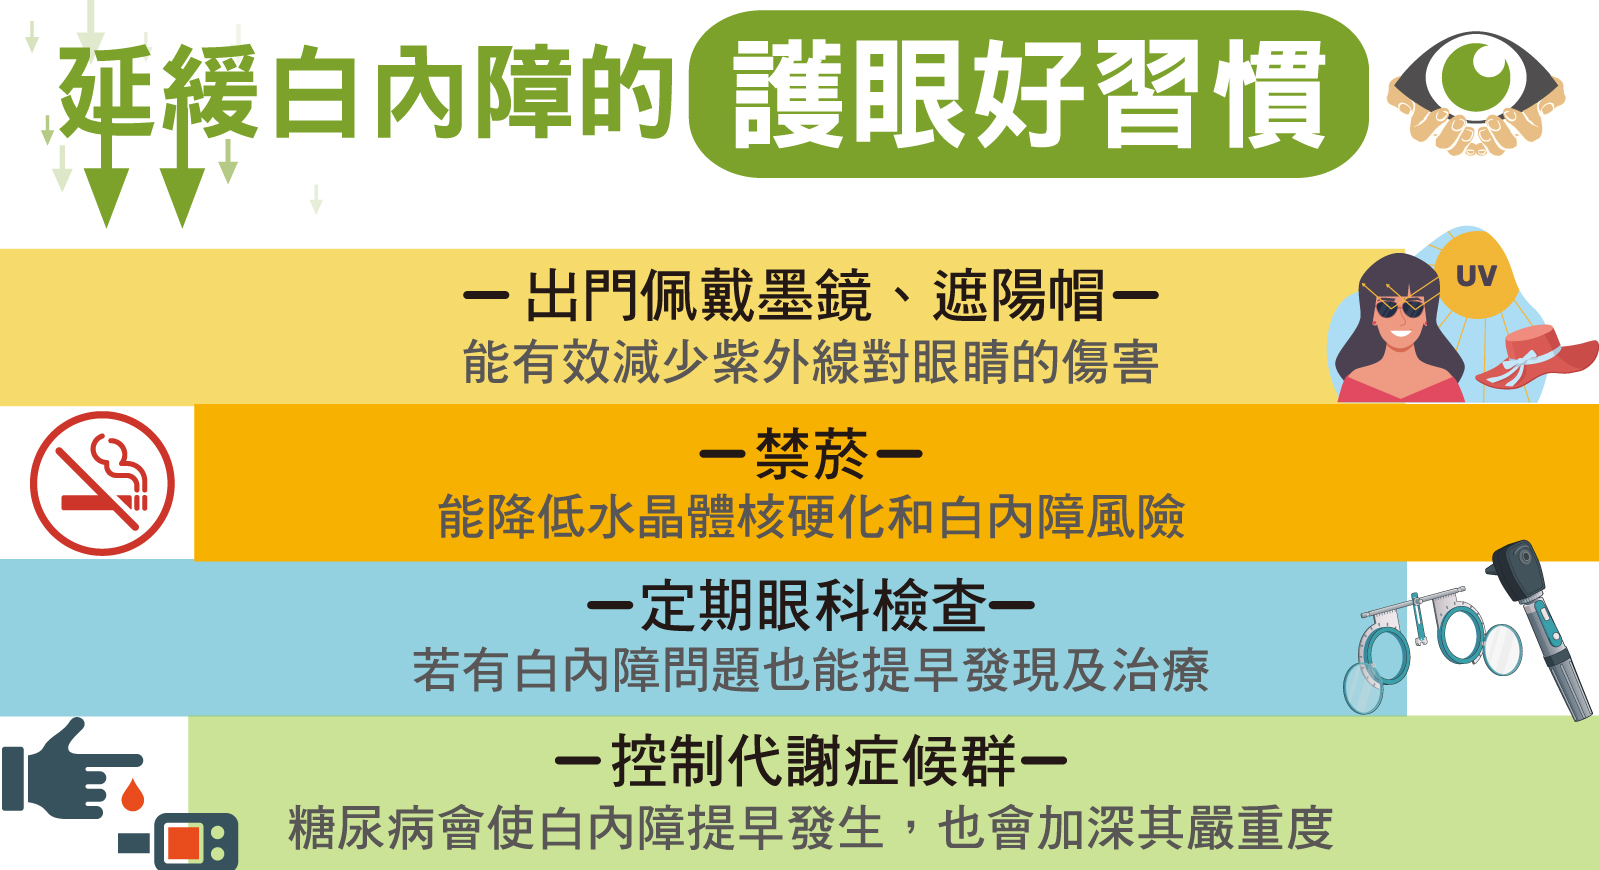 延緩白內障的 護眼好習慣
UV
－出門佩戴墨鏡、遮陽帽－
能有效減少紫外線對眼睛的傷害
－禁菸－
能降低水晶體核硬化和白內障風險
－定期眼科檢查－
若有白內障問題也能提早發現及治療
－控制代謝症候群－
糖尿病會使白內障提早發生，也會加深其嚴重度